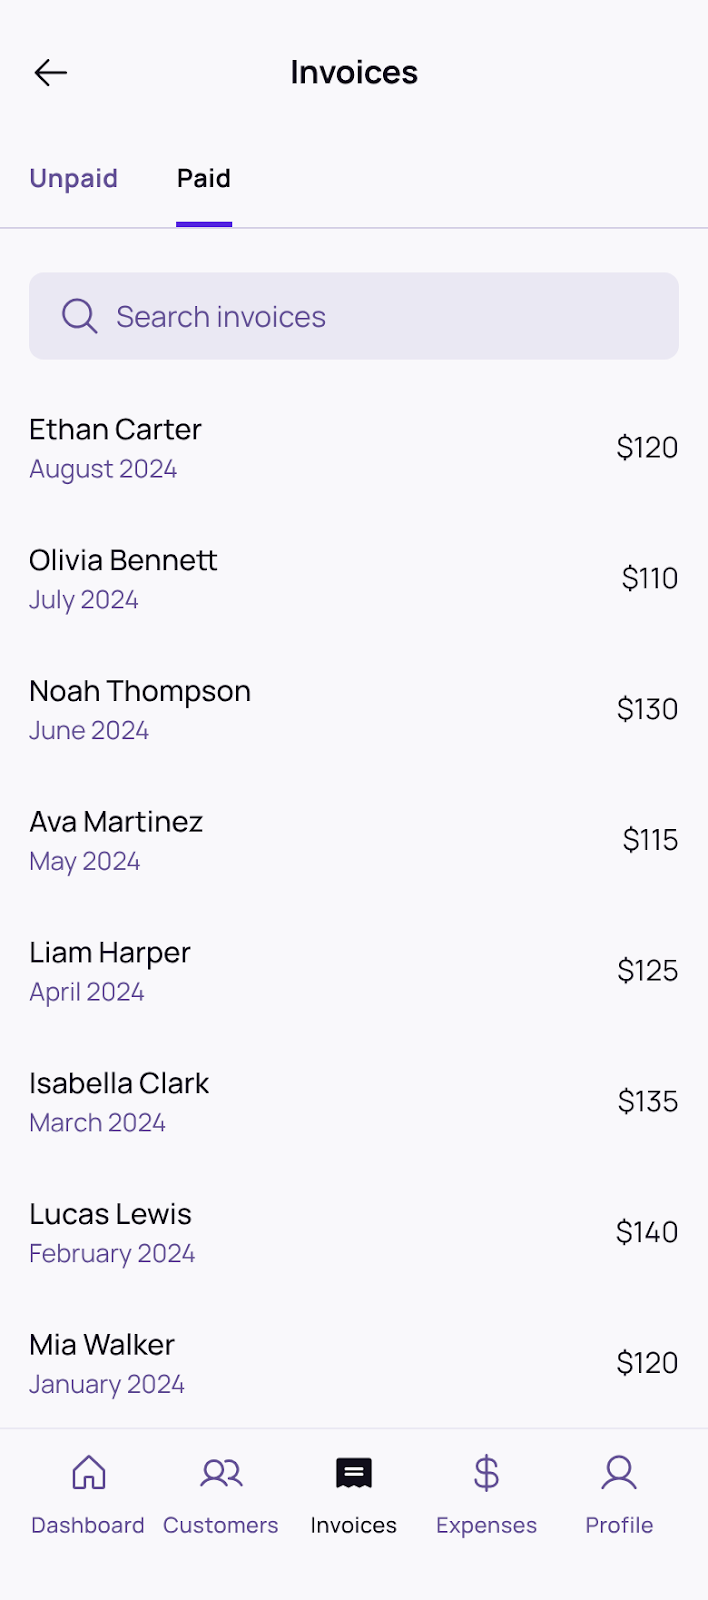 Invoices
Unpaid Paid
Search invoices
Ethan Carter
August 2024
$120
Olivia Bennett
July 2024
$110
Noah Thompson
June 2024
$130
Ava Martinez
May 2024
$115
Liam Harper
April 2024
$125
Isabella Clark
March 2024
$135
Lucas Lewis
February 2024
$140
Mia Walker
January 2024
$120
Dashboard Customers Invoices Expenses Profile